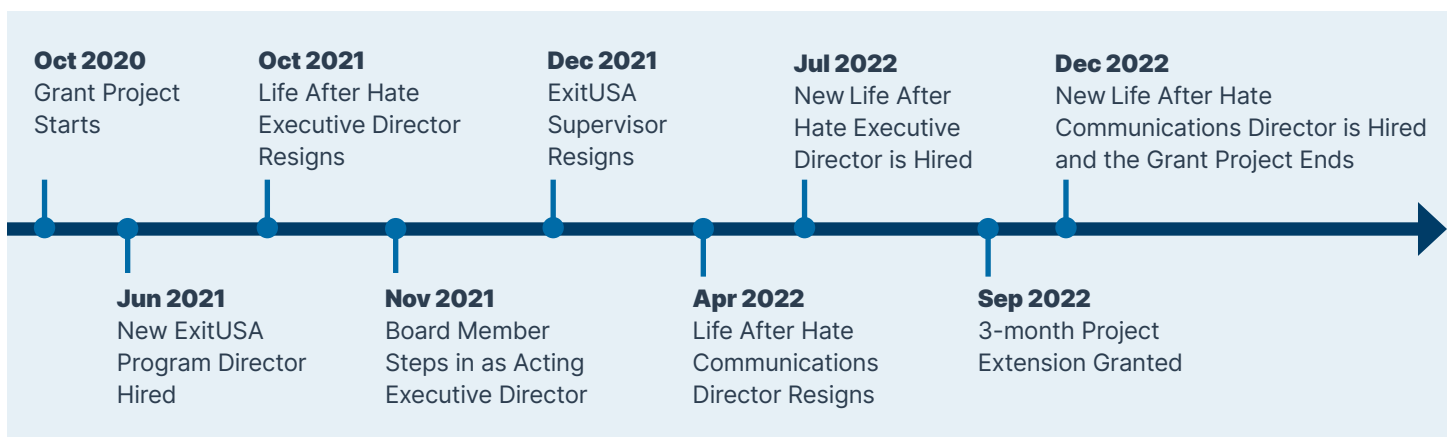 Oct 2020
Grant Project
Starts
Oct 2021
Life After Hate
Executive Director
Resigns
Dec 2021
ExitUSA
Supervisor
Resigns
Jul 2022
New Life After
Hate Executive
Director is Hired
Dec 2022
New Life After Hate
Communications Director is Hired
and the Grant Project Ends
Jun 2021
New ExitUSA
Program Director
Hired
Nov 2021
Board Member
Steps in as Acting
Executive Director
Apr 2022
Life After Hate
Communications
Director Resigns
Sep 2022
3-month Project
Extension Granted